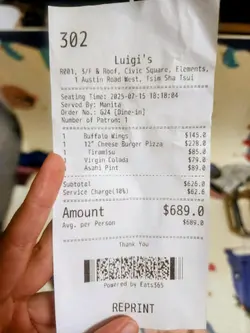 302
Luigi's
R001, 5/F & Roof, Civic Square, Elements,
1 Austin Road West, Tsim Sha Tsui
Seating Time: 2025-07-15 18:18:04
Served By: Manita
Order No.: G24 [Dine-in]
Number of Patron: 1
1 Buffalo Wings $145.0
1 12" Cheese Burger Pizza $228.0
1 Tiramisu $85.0
1 Virgin Colada $79.0
1 Asahi Pint $89.0
Subtotal $626.0
Service Charge(10%) $62.6
Amount $689.0
Avg. per Person $689.0
Thank you
Powered by Eats365
REPRINT